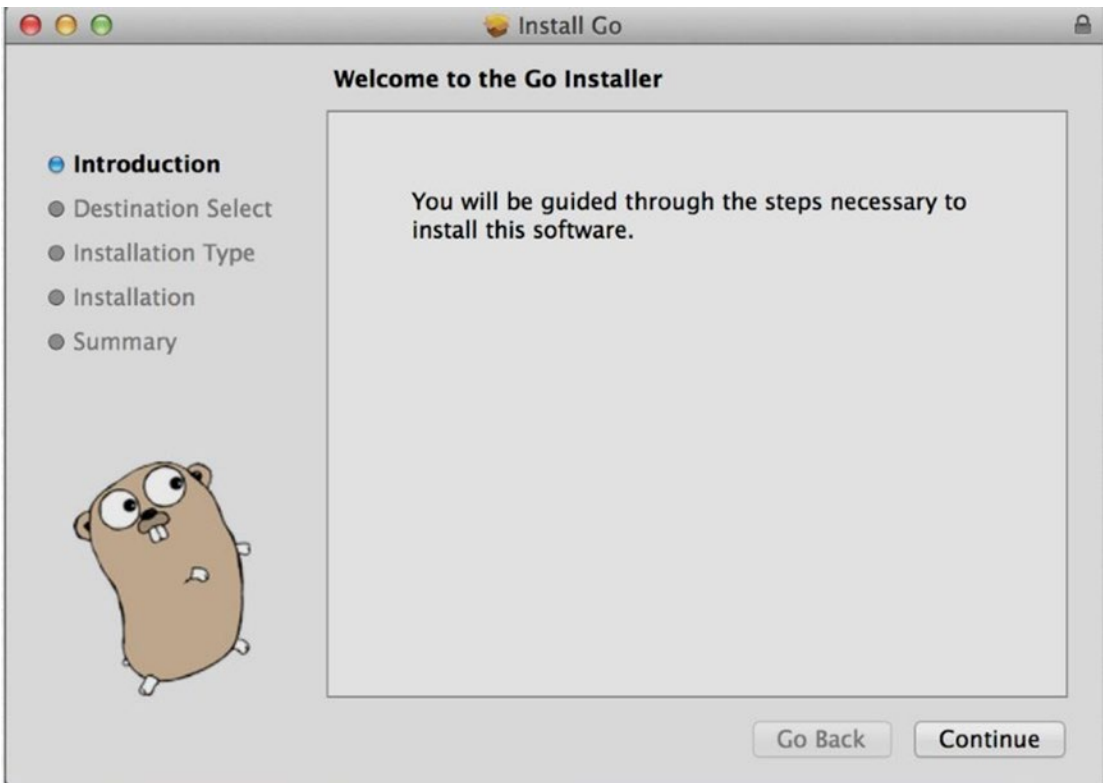 Install Go
Welcome to the Go Installer
Introduction
Destination Select
Installation Type
Installation
Summary
You will be guided through the steps necessary to
install this software.
Go Back
Continue